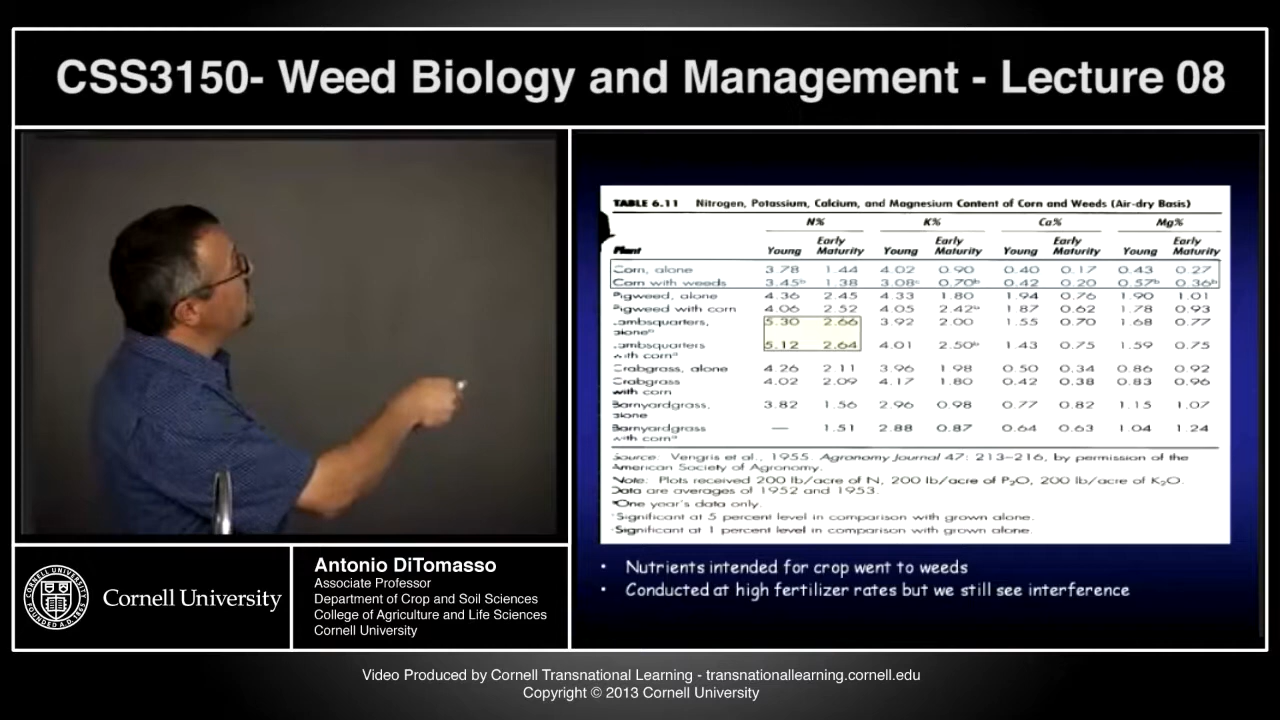 CSS3150- Weed Biology and Management - Lecture 08
TABLE 6.11 Nitrogen, Potassium, Calcium, and Magnesium Content of Corn and Weeds (Air-dry Basis)
N% K% Ca% Mg%
Early Early Early Early
Plant Young Maturity Young Maturity Young Maturity Young Maturity
Corn, alone 3.78 1.44 4.02 0.90 0.40 0.17 0.43 0.27
Corn with weeds 3.45ᵇ 1.38 3.08ᶜ 0.70ᵇ 0.42 0.20 0.57ᵇ 0.36ᵇ
Pigweed, alone 4.36 2.45 4.33 1.80 1.94 0.76 1.90 1.01
Pigweed with corn 4.06 2.52 4.05 2.42ᵇ 1.87 0.62 1.78 0.93
Lambsquarters, 5.30 2.66 3.92 2.00 1.55 0.70 1.68 0.77
aloneᵃ
Lambsquarters 5.12 2.64 4.01 2.50ᵇ 1.43 0.75 1.59 0.75
with cornᵃ
Crabgrass, alone 4.26 2.11 3.96 1.98 0.50 0.34 0.86 0.92
Crabgrass 4.02 2.09 4.17 1.80 0.42 0.38 0.83 0.96
with corn
Barnyardgrass, 3.82 1.56 2.96 0.98 0.77 0.82 1.15 1.07
alone
Barnyardgrass — 1.51 2.88 0.87 0.64 0.63 1.04 1.24
with cornᵃ
Source: Vengris et al., 1955. Agronomy Journal 47: 213–216, by permission of the
American Society of Agronomy.
Note: Plots received 200 lb/acre of N, 200 lb/acre of P₂O, 200 lb/acre of K₂O.
Data are averages of 1952 and 1953.
One year's data only.
Significant at 5 percent level in comparison with grown alone.
Significant at 1 percent level in comparison with grown alone.
• Nutrients intended for crop went to weeds
• Conducted at high fertilizer rates but we still see interference
CORNELL UNIVERSITY
FOUNDED A.D.
Cornell University
Antonio DiTomasso
Associate Professor
Department of Crop and Soil Sciences
College of Agriculture and Life Sciences
Cornell University
Video Produced by Cornell Transnational Learning - transnationallearning.cornell.edu
Copyright © 2013 Cornell University